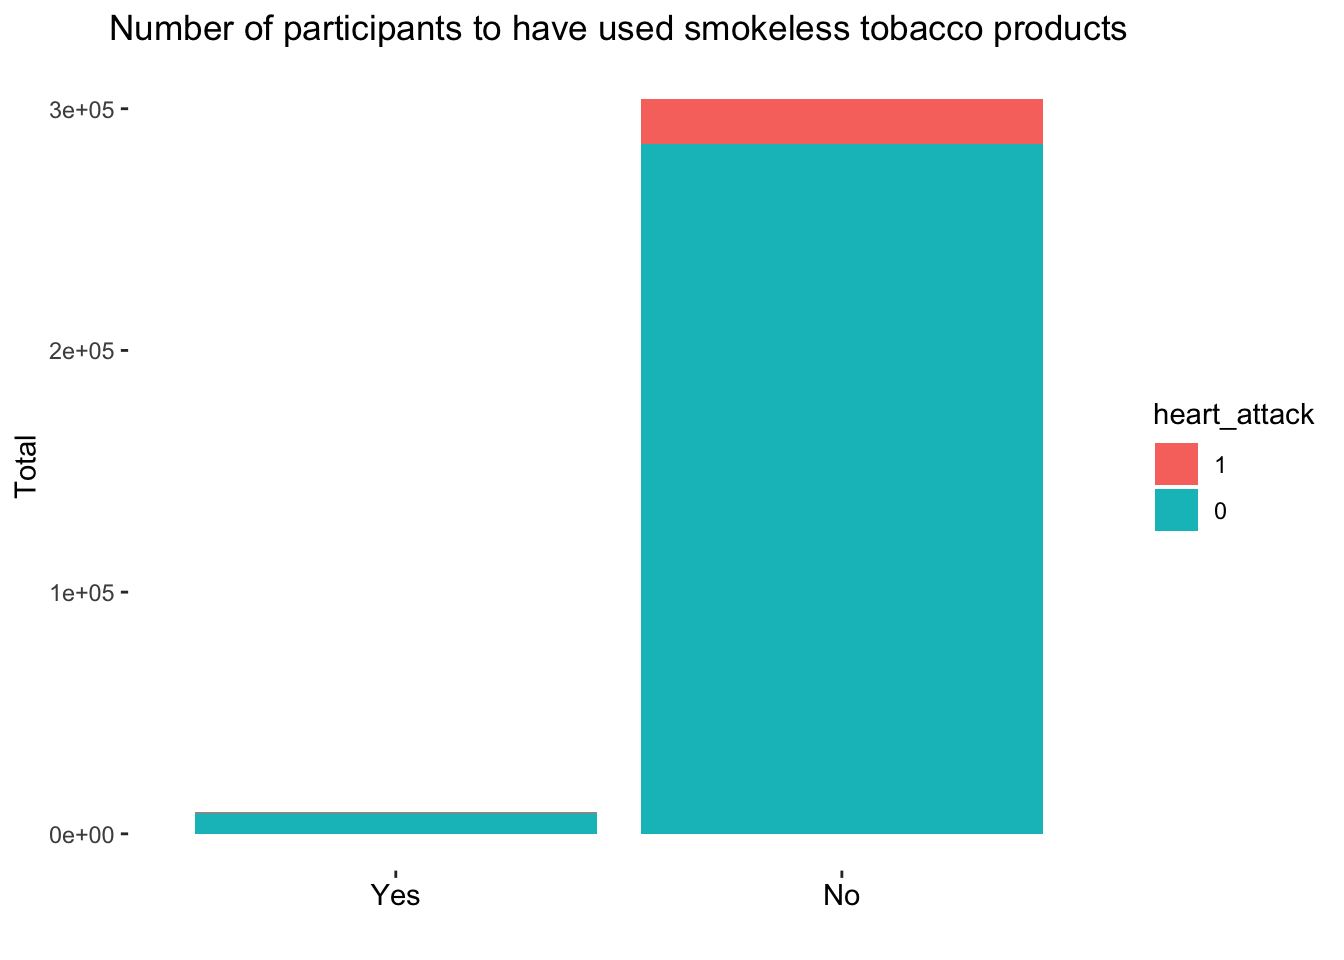 Number of participants to have used smokeless tobacco products
3e+05
2e+05
1e+05
0e+00
Total
Yes
No
heart_attack
1
0